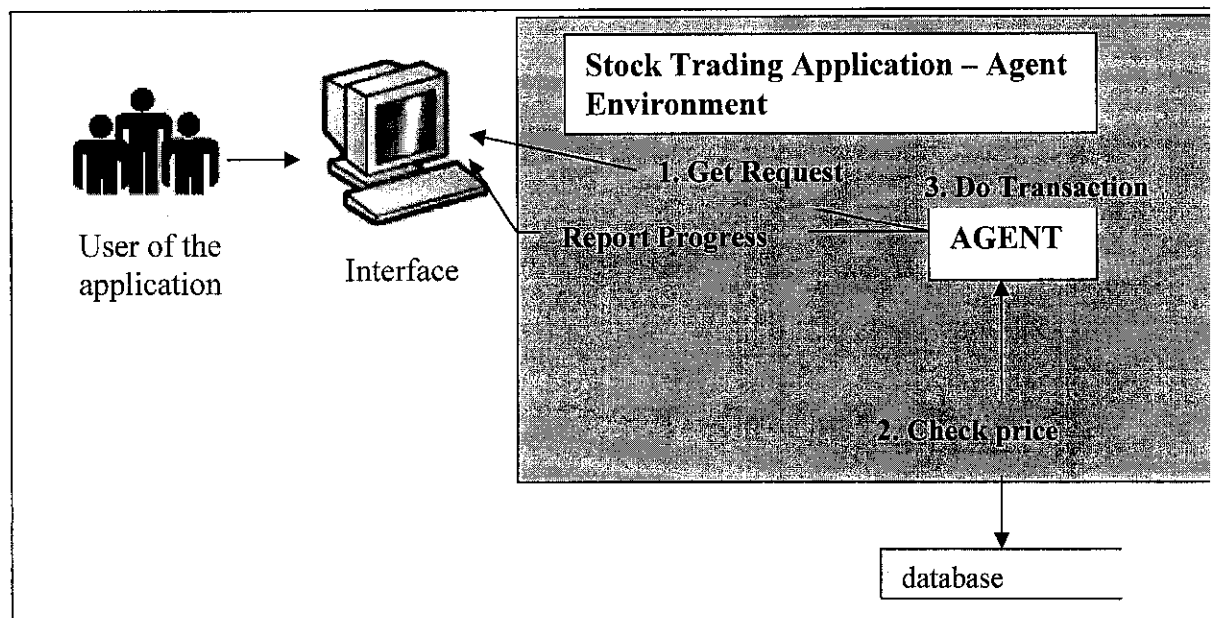 Stock Trading Application – Agent
Environment
1. Get Request
3. Do Transaction
Report Progress
AGENT
User of the
application
Interface
2. Check price
database